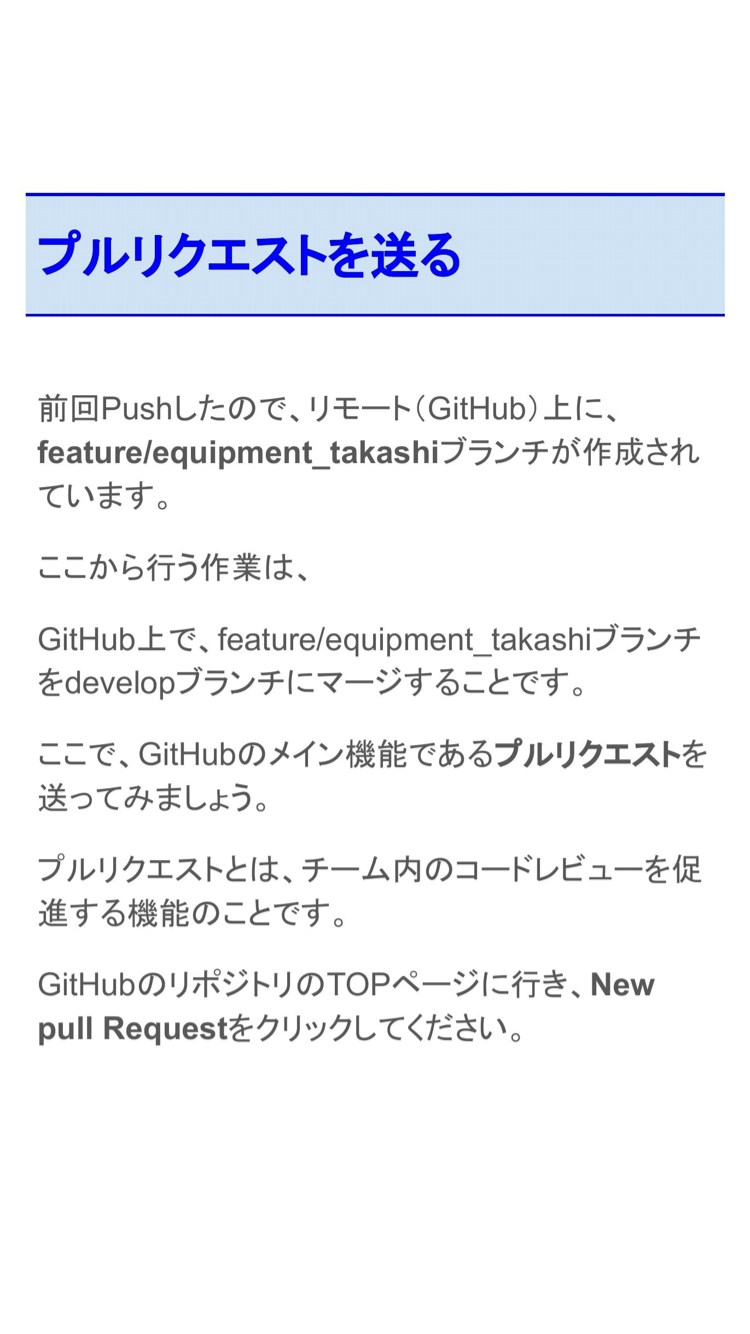 プルリクエストを送る
前回Pushしたので、リモート（GitHub）上に、
feature/equipment_takashiブランチが作成され
ています。
ここから行う作業は、
GitHub上で、feature/equipment_takashiブランチ
をdevelopブランチにマージすることです。
ここで、GitHubのメイン機能であるプルリクエストを
送ってみましょう。
プルリクエストとは、チーム内のコードレビューを促
進する機能のことです。
GitHubのリポジトリのTOPページに行き、New
pull Requestをクリックしてください。